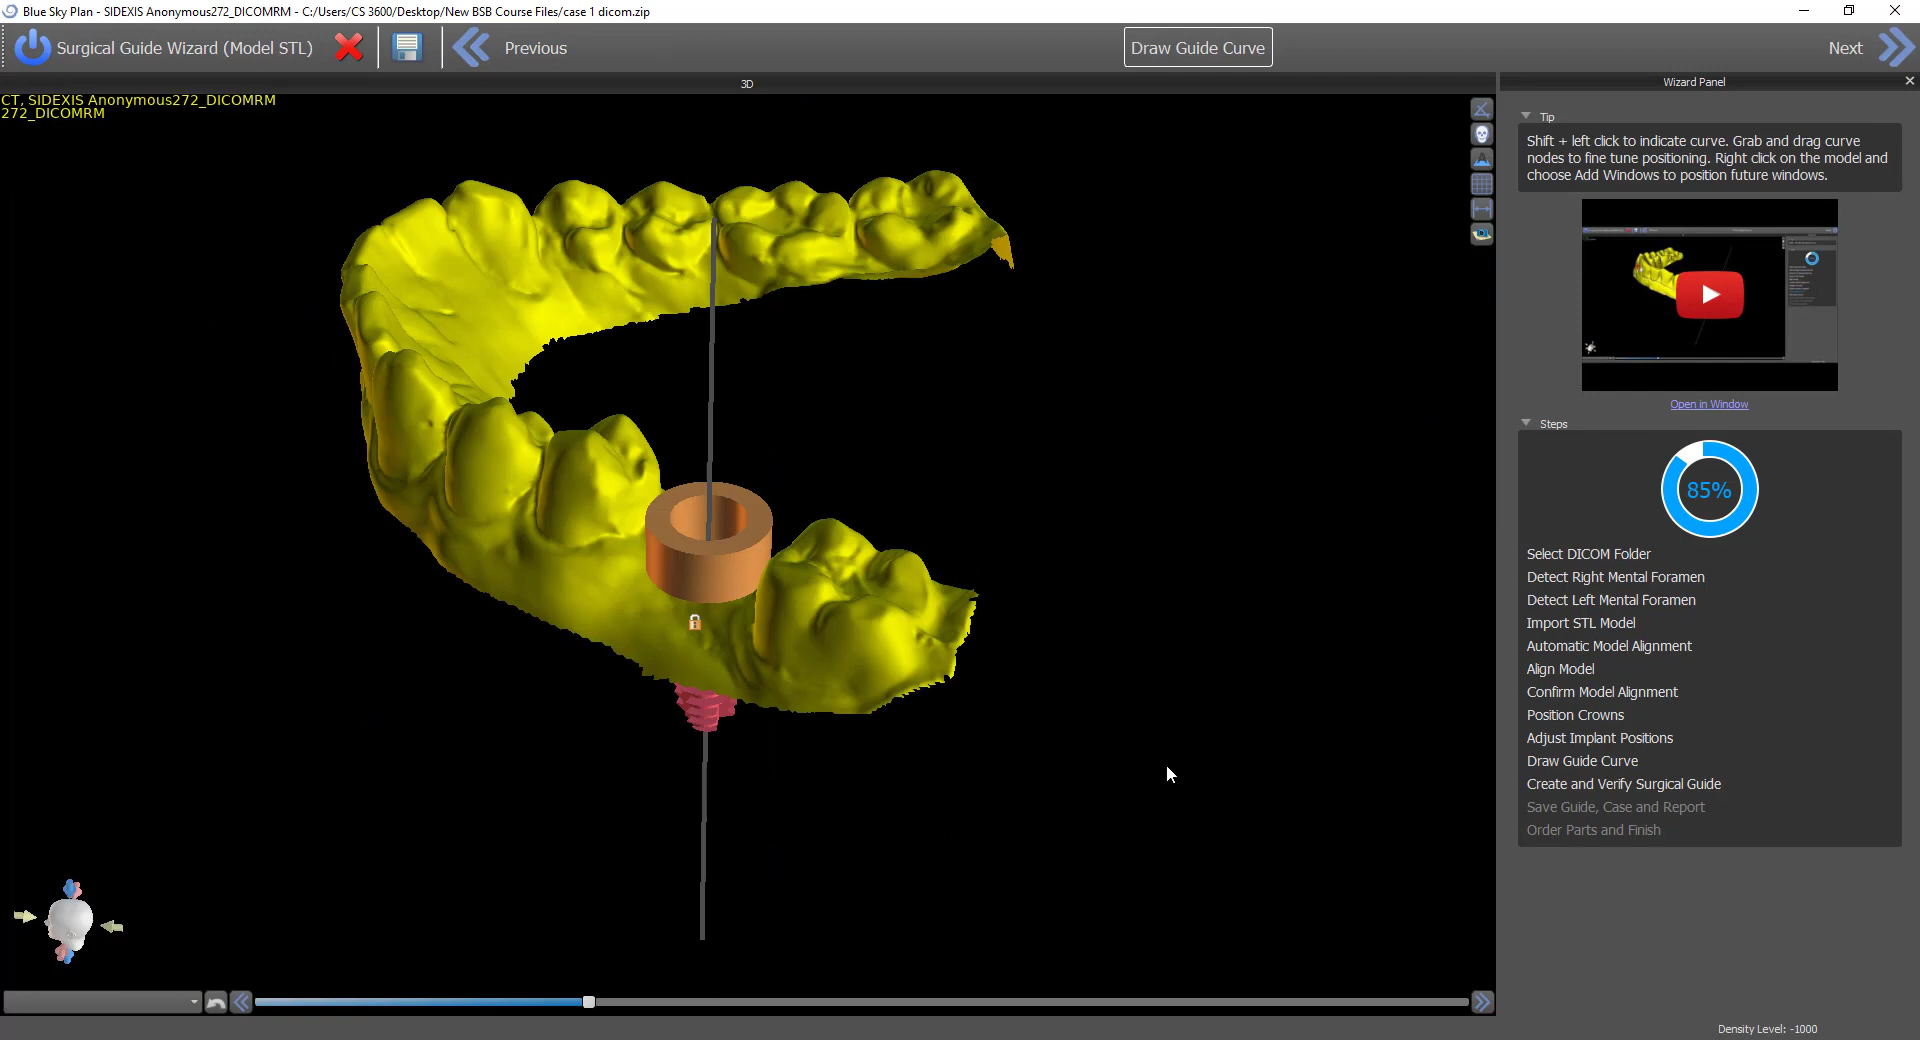 Blue Sky Plan - SIDEXIS Anonymous272_DICOMRM - C:/Users/CS 3600/Desktop/New BSB Course Files/case 1 dicom.zip
Surgical Guide Wizard (Model STL)
Previous
Draw Guide Curve
Next
3D
Wizard Panel
CT, SIDEXIS Anonymous272_DICOMRM
272_DICOMRM
Tip
Shift + left click to indicate curve. Grab and drag curve
nodes to fine tune positioning. Right click on the model and
choose Add Windows to position future windows.
Open in Window
Steps
85%
Select DICOM Folder
Detect Right Mental Foramen
Detect Left Mental Foramen
Import STL Model
Automatic Model Alignment
Align Model
Confirm Model Alignment
Position Crowns
Adjust Implant Positions
Draw Guide Curve
Create and Verify Surgical Guide
Save Guide, Case and Report
Order Parts and Finish
Density Level: -1000